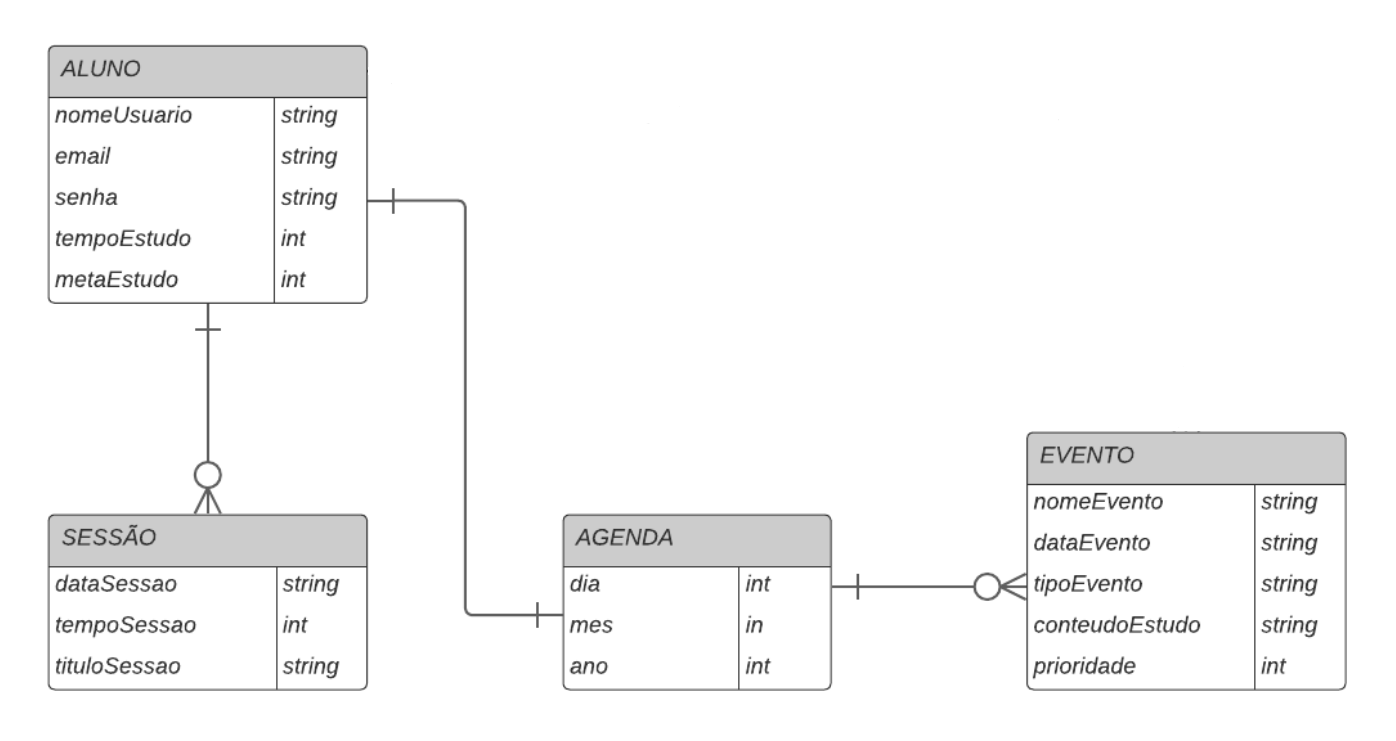 ALUNO
nomeUsuario string
email string
senha string
tempoEstudo int
metaEstudo int
SESSÃO
dataSessao string
tempoSessao int
tituloSessao string
AGENDA
dia int
mes in
ano int
EVENTO
nomeEvento string
dataEvento string
tipoEvento string
conteudoEstudo string
prioridade int